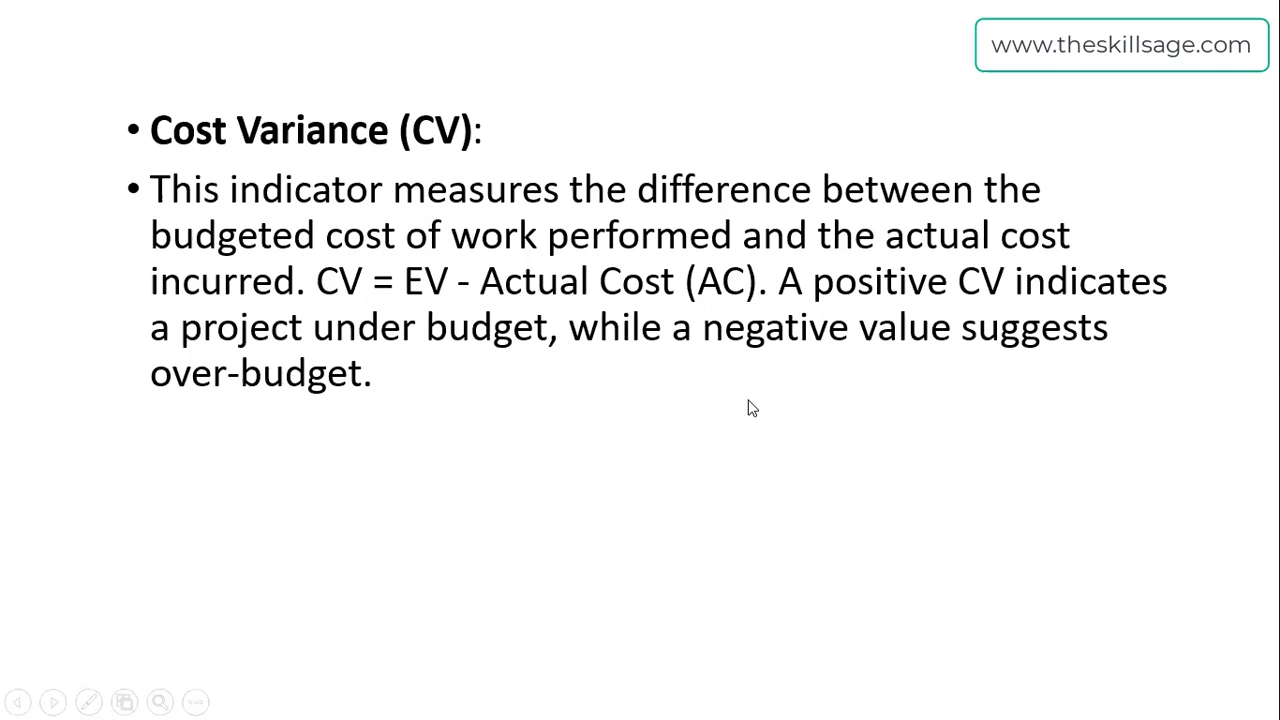 www.theskillsage.com
• Cost Variance (CV):
• This indicator measures the difference between the
budgeted cost of work performed and the actual cost
incurred. CV = EV - Actual Cost (AC). A positive CV indicates
a project under budget, while a negative value suggests
over-budget.